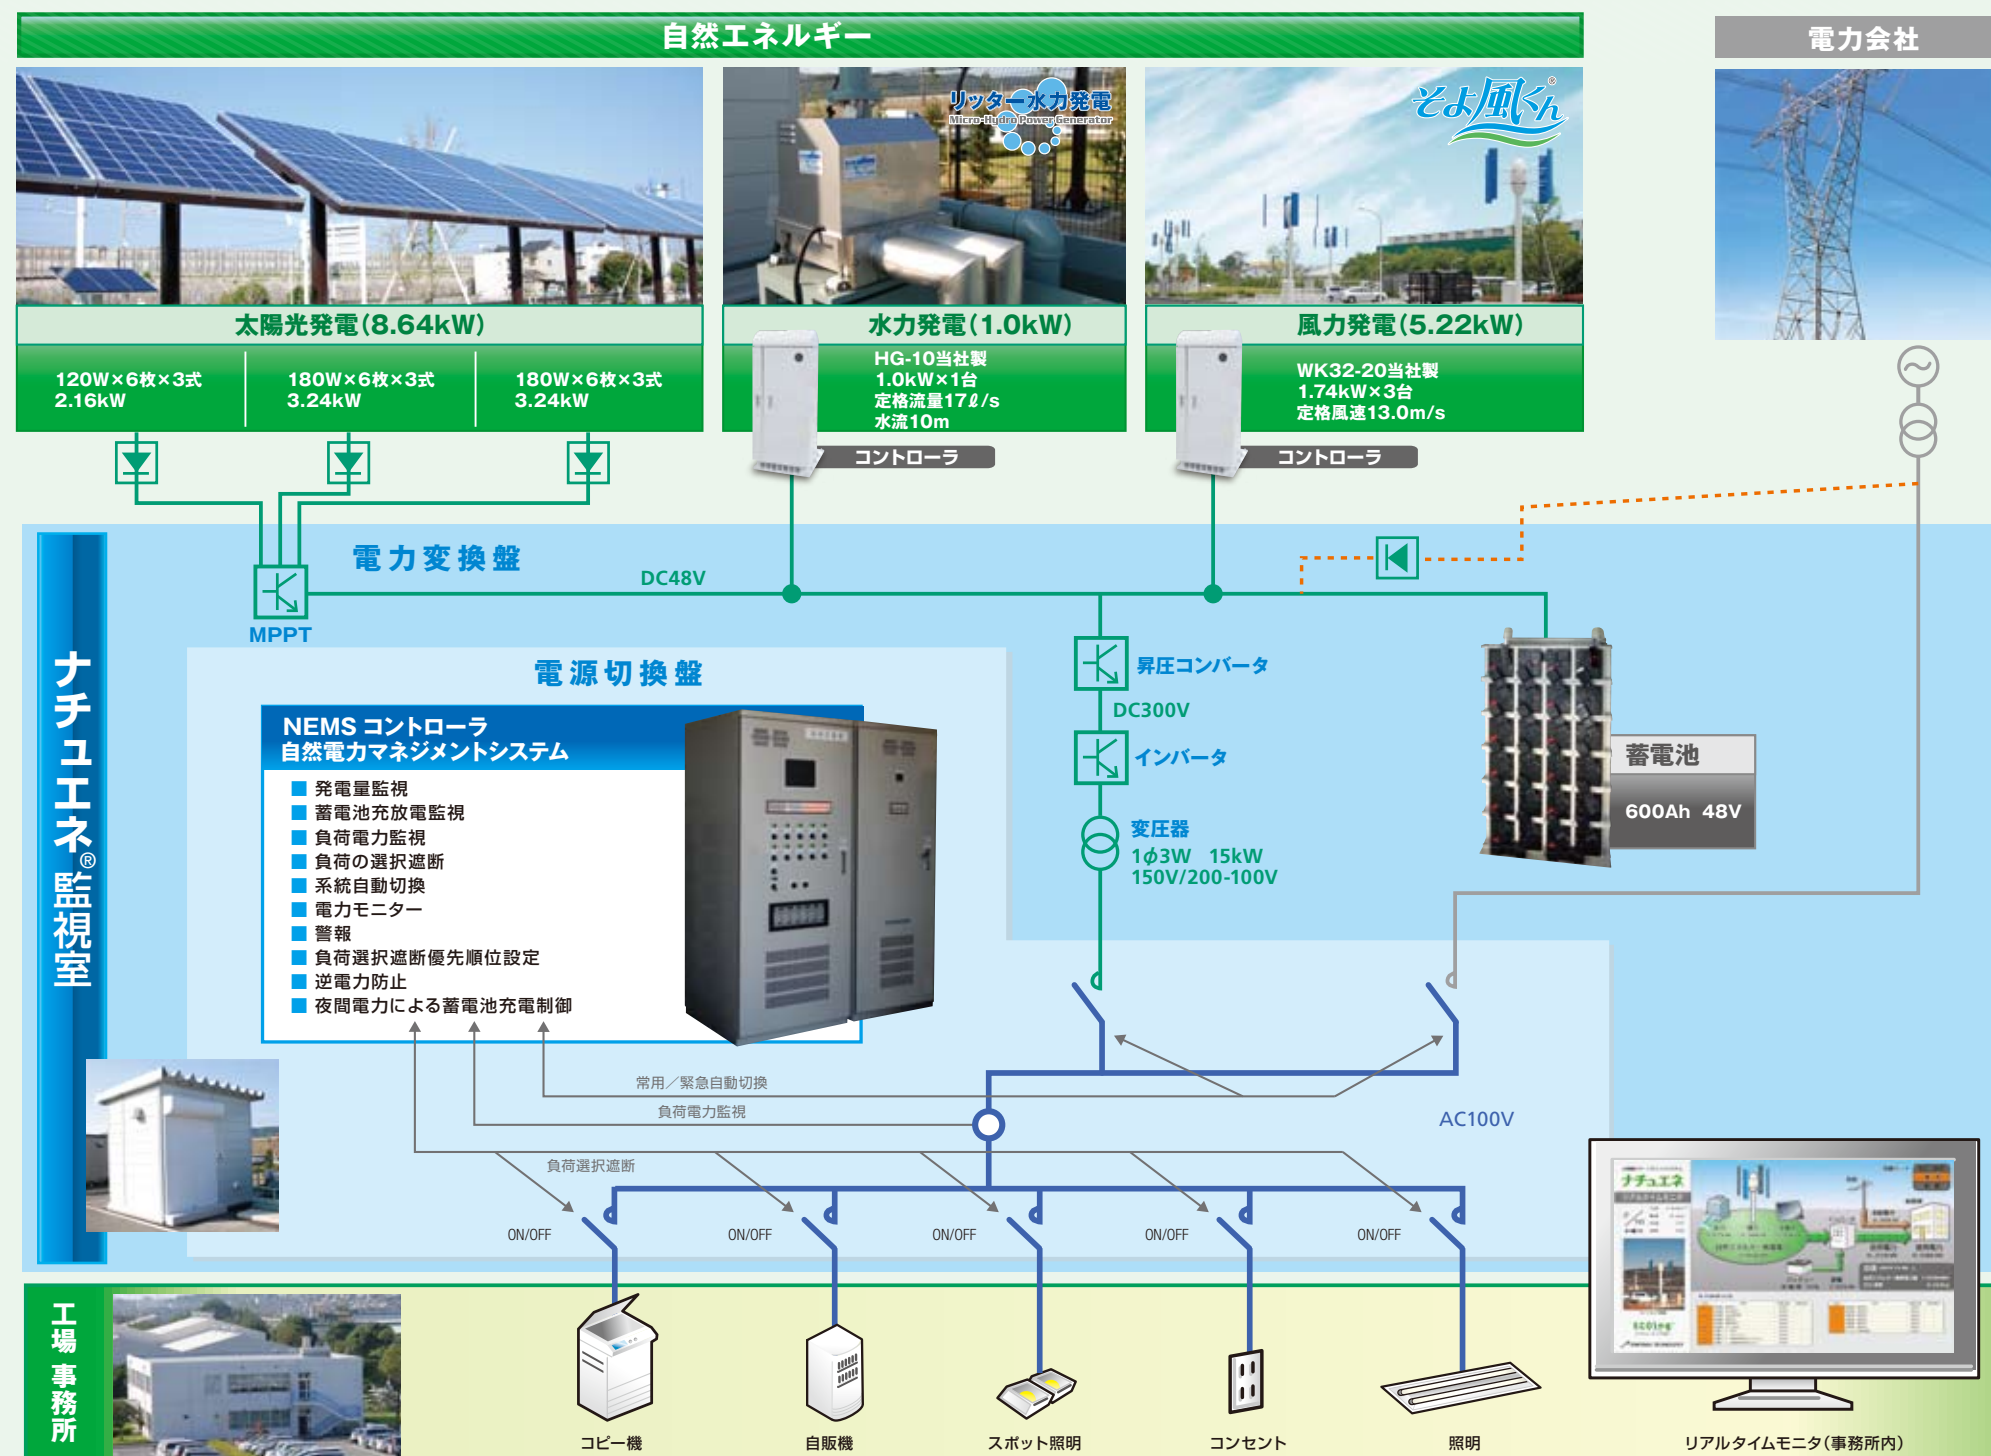 自然エネルギー
電力会社
リッター水力発電
Micro-Hydro Power Generator
そよ風くん®
太陽光発電(8.64kW)
120W×6枚×3式
2.16kW
180W×6枚×3式
3.24kW
180W×6枚×3式
3.24kW
水力発電(1.0kW)
HG-10当社製
1.0kW×1台
定格流量17ℓ/s
水流10m
コントローラ
風力発電(5.22kW)
WK32-20当社製
1.74kW×3台
定格風速13.0m/s
コントローラ
ナチュエネ®監視室
電力変換盤
DC48V
MPPT
電源切換盤
NEMS コントローラ
自然電力マネジメントシステム
■ 発電量監視
■ 蓄電池充放電監視
■ 負荷電力監視
■ 負荷の選択遮断
■ 系統自動切換
■ 電力モニター
■ 警報
■ 負荷選択遮断優先順位設定
■ 逆電力防止
■ 夜間電力による蓄電池充電制御
昇圧コンバータ
DC300V
インバータ
変圧器
1φ3W 15kW
150V/200-100V
蓄電池
600Ah 48V
常用／緊急自動切換
負荷電力監視
AC100V
負荷選択遮断
ON/OFF
ON/OFF
ON/OFF
ON/OFF
ON/OFF
ナチュエネ
リアルタイムモニタ
工場 事務所
コピー機
自販機
スポット照明
コンセント
照明
リアルタイムモニタ(事務所内)